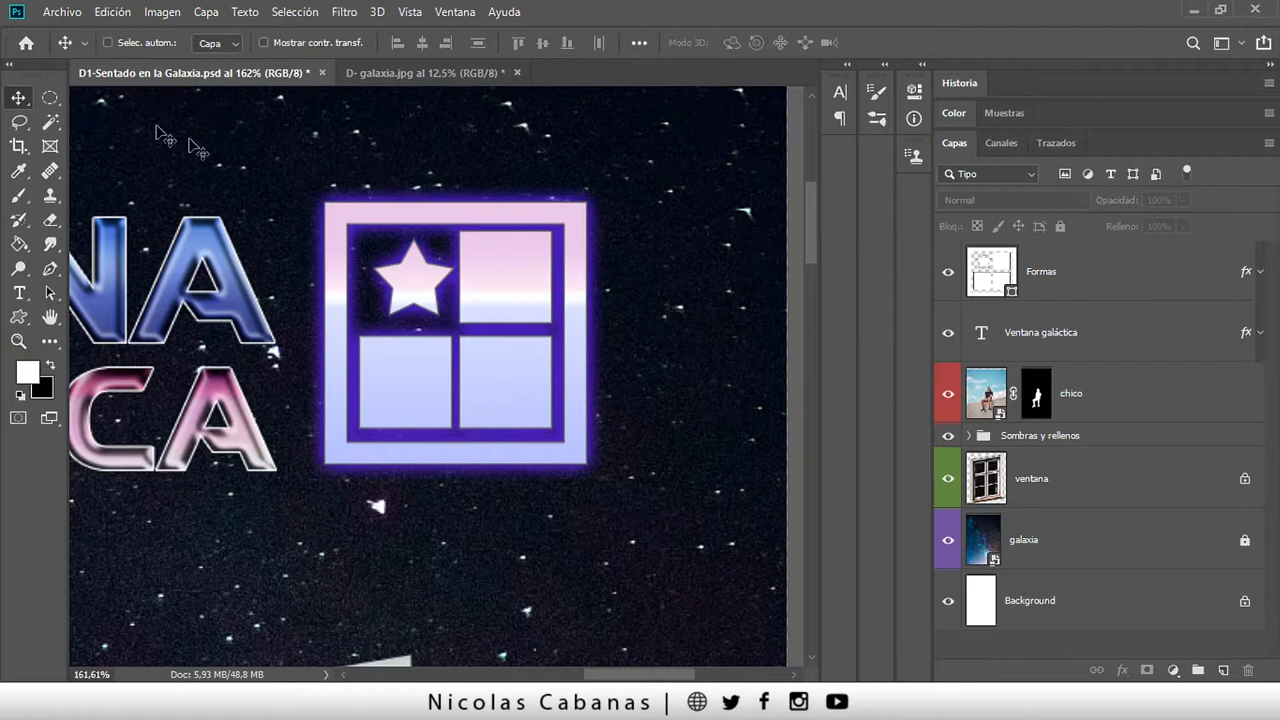 Ps Archivo Edición Imagen Capa Texto Selección Filtro 3D Vista Ventana Ayuda
Selec. autom.: Capa Mostrar contr. transf. Modo 3D:
D1-Sentado en la Galaxia.psd al 162% (RGB/8) * D- galaxia.jpg al 12,5% (RGB/8) *
Historia
Color Muestras
Capas Canales Trazados
Tipo
Normal Opacidad: 100%
Bloq.: Relleno: 100%
NA
CA
Formas fx
Ventana galáctica fx
chico
Sombras y rellenos
ventana
galaxia
Background
161,61% Doc: 5,93 MB/48,8 MB
Nicolas Cabanas |